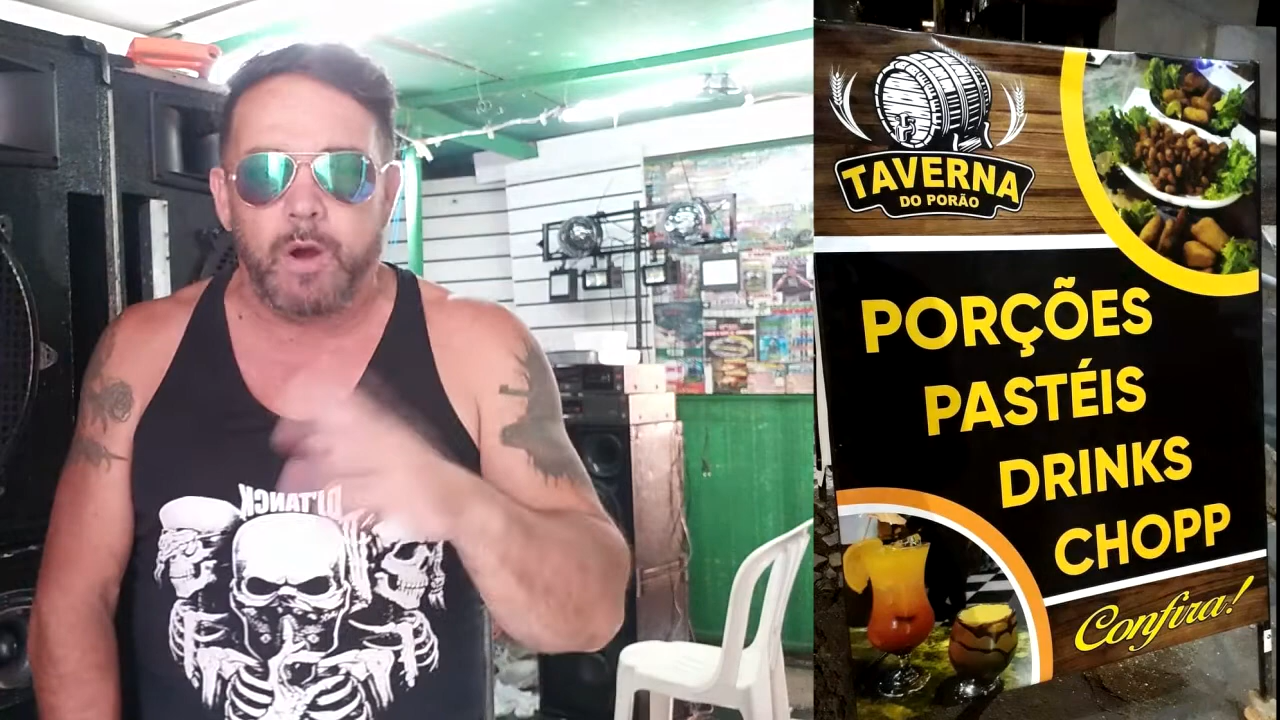 DJ TANCK
TAVERNA
DO PORÃO
PORÇÕES
PASTÉIS
DRINKS
CHOPP
Confira!